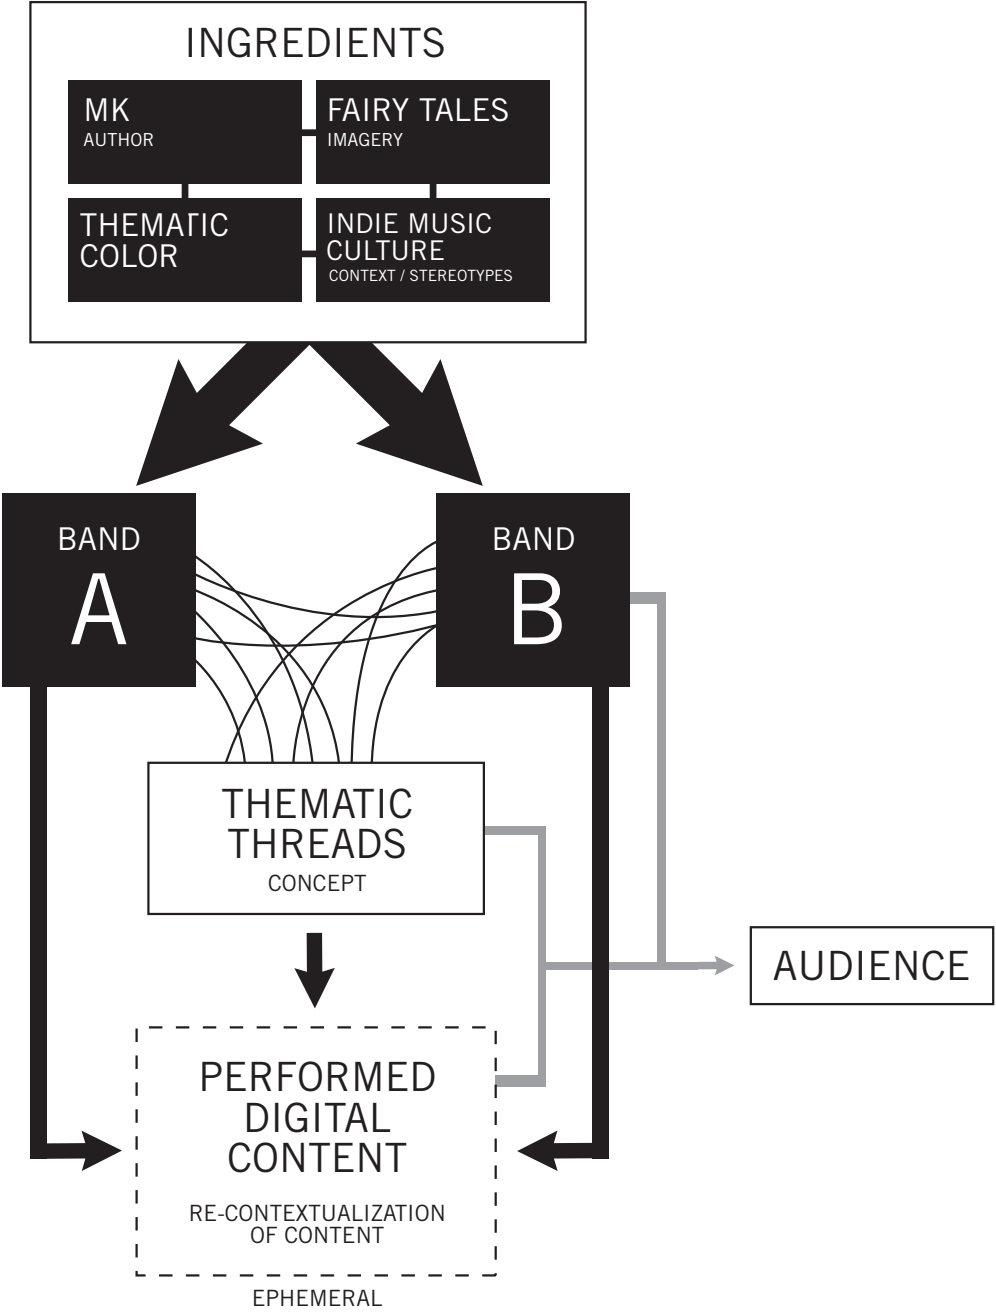 INGREDIENTS
MK
AUTHOR
FAIRY TALES
IMAGERY
THEMATIC
COLOR
INDIE MUSIC
CULTURE
CONTEXT / STEREOTYPES
BAND
A
BAND
B
THEMATIC
THREADS
CONCEPT
AUDIENCE
PERFORMED
DIGITAL
CONTENT
RE-CONTEXTUALIZATION
OF CONTENT
EPHEMERAL